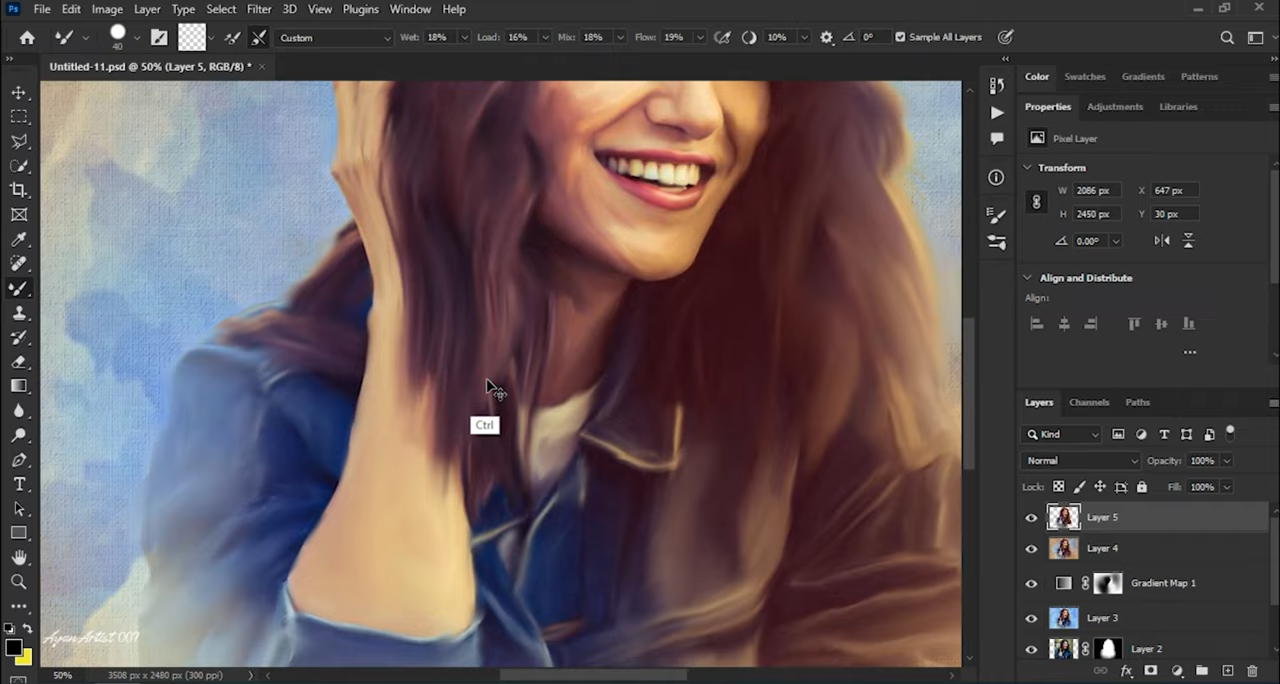 File Edit Image Layer Type Select Filter 3D View Plugins Window Help
40 Custom Wet: 18% Load: 16% Mix: 18% Flow: 19% 10% 0° Sample All Layers
Untitled-11.psd @ 50% (Layer 5, RGB/8) *
Color Swatches Gradients Patterns
Properties Adjustments Libraries
Pixel Layer
Transform
W 2086 px X 647 px
H 2450 px Y 30 px
0.00°
Align and Distribute
Align:
Ctrl
Layers Channels Paths
Kind
Normal Opacity: 100%
Lock: Fill: 100%
Layer 5
Layer 4
Gradient Map 1
Layer 3
Layer 2
AyanArtist 007
50% 3508 px x 2480 px (300 ppi)